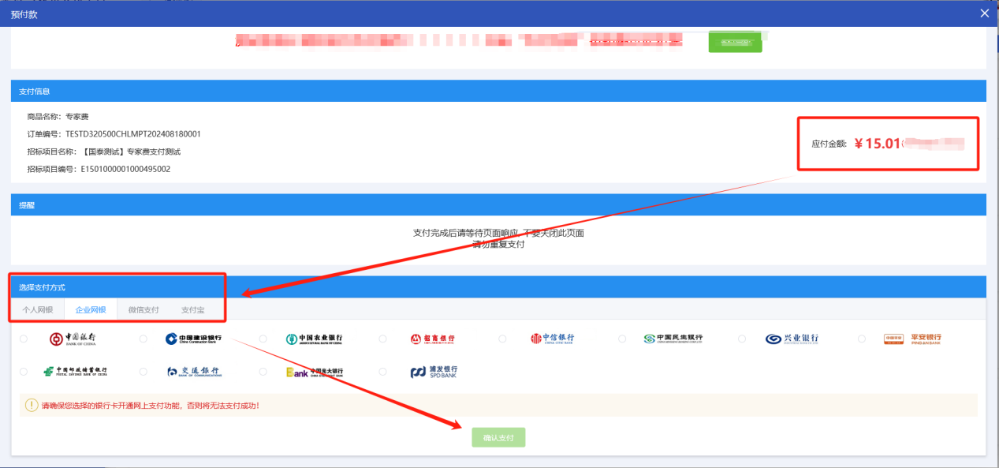 预付款
支付信息
商品名称：专家费
订单编号：TESTD320500CHLMPT202408180001
招标项目名称：【国泰测试】专家费支付测试
招标项目编号：E1501000001000495002
应付金额：￥15.01
提醒
支付完成后请等待页面响应，不要关闭此页面
请勿重复支付
选择支付方式
个人网银 企业网银 微信支付 支付宝
中国银行 BANK OF CHINA 中国建设银行 China Construction Bank 中国农业银行 AGRICULTURAL BANK OF CHINA 招商银行 中信银行 CHINA CITIC BANK 中国民生银行 兴业银行 平安银行 PING AN BANK
中国邮政储蓄银行 POSTAL SAVINGS BANK OF CHINA 交通银行 BANK OF COMMUNICATIONS Bank 中国光大银行 CHINA EVERBRIGHT BANK 浦发银行 SPD BANK
请确保您选择的银行卡开通网上支付功能，否则将无法支付成功！
确认支付